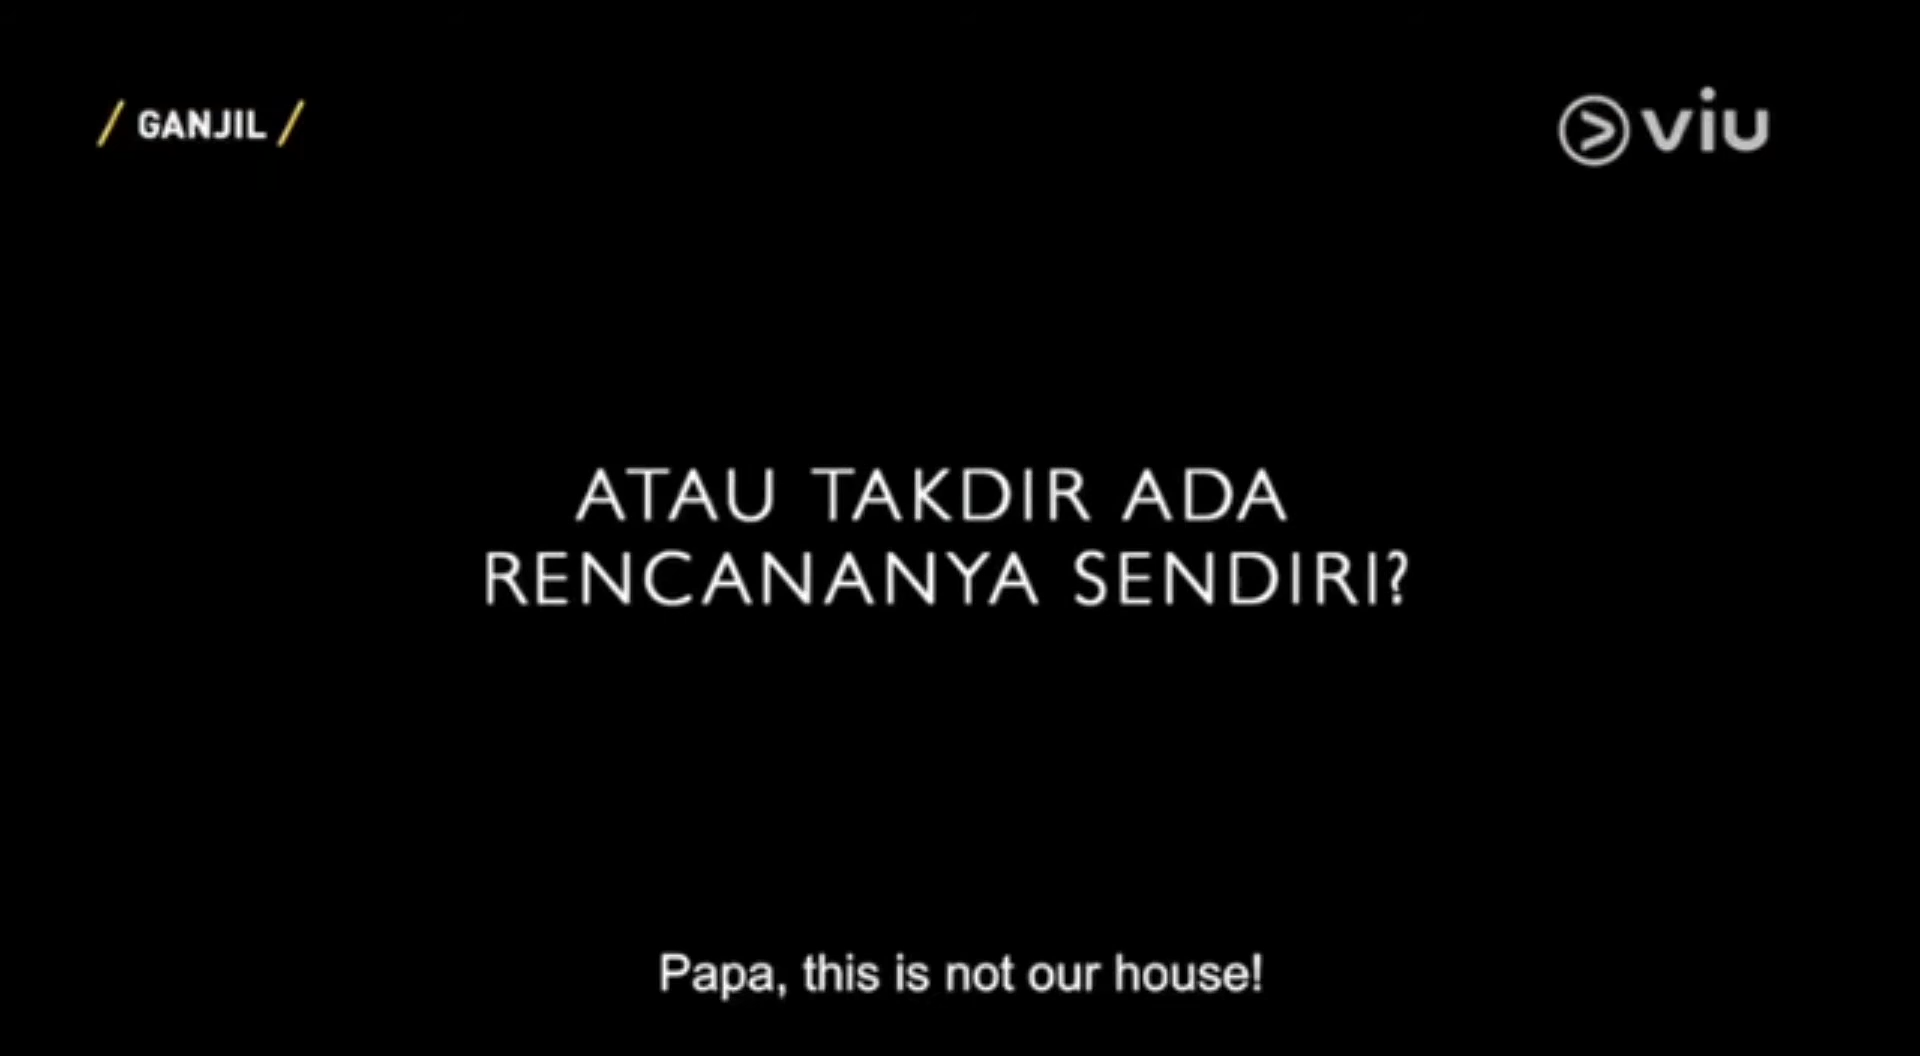 / GANJIL /
viu
ATAU TAKDIR ADA
RENCANANYA SENDIRI?
Papa, this is not our house!